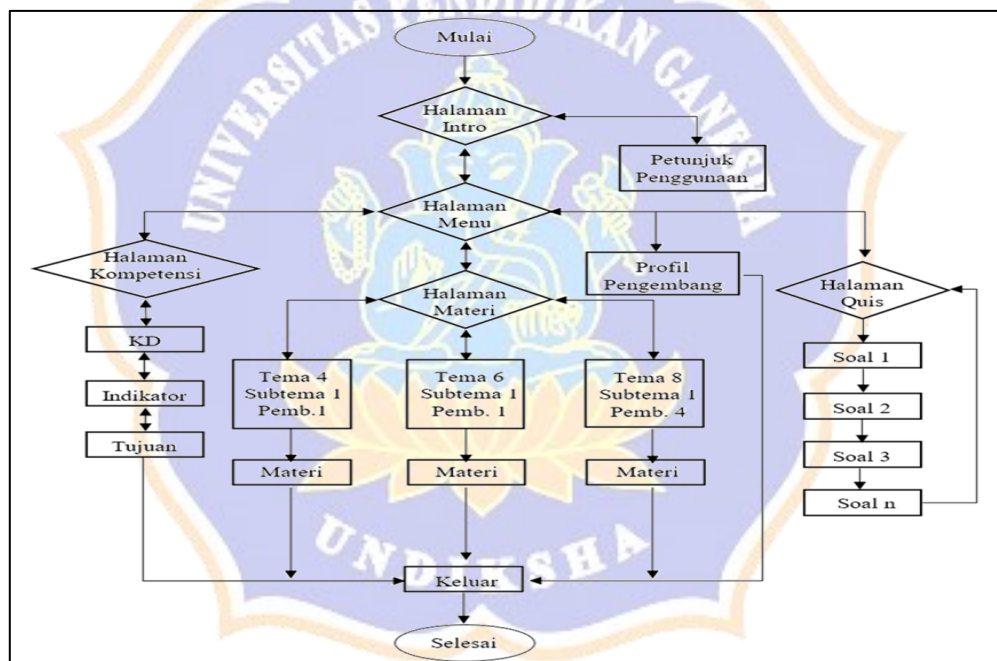 UNIVERSITAS PENDIDIKAN GANESHA
Mulai
Halaman
Intro
Petunjuk
Penggunaan
Halaman
Menu
Halaman
Kompetensi
Profil
Pengembang
Halaman
Quis
Halaman
Materi
KD
Indikator
Tujuan
Tema 4
Subtema 1
Pemb.1
Tema 6
Subtema 1
Pemb. 1
Tema 8
Subtema 1
Pemb. 4
Soal 1
Soal 2
Soal 3
Soal n
Materi
Materi
Materi
UNDIKSHA
Keluar
Selesai